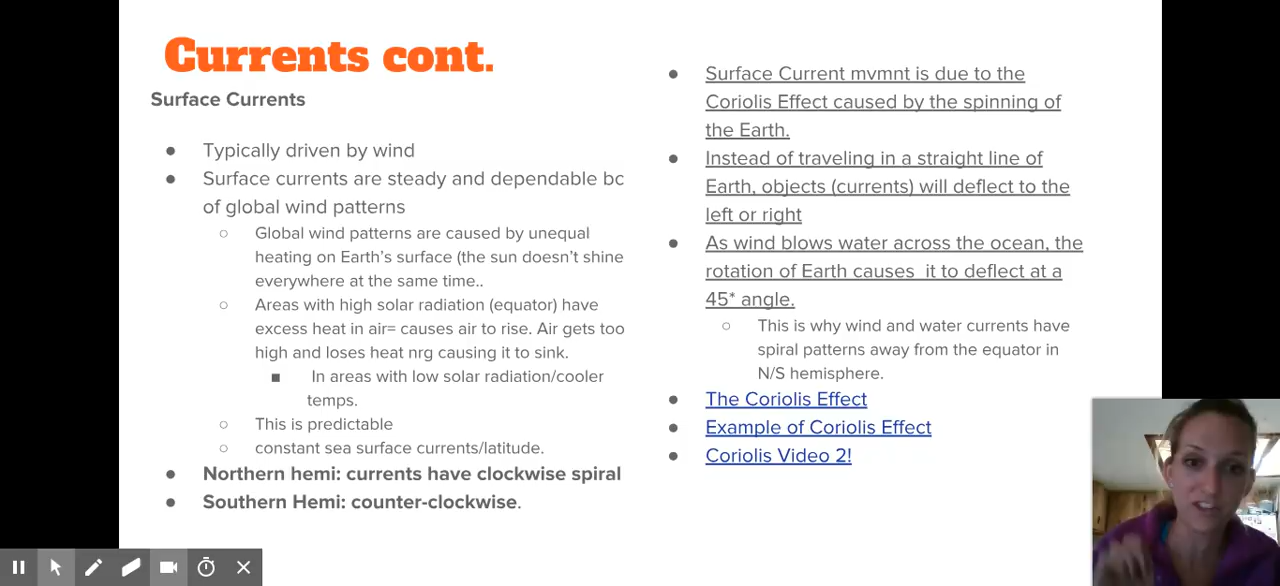 Currents cont.
Surface Currents
● Typically driven by wind
● Surface currents are steady and dependable bc
of global wind patterns
○ Global wind patterns are caused by unequal
heating on Earth's surface (the sun doesn't shine
everywhere at the same time..
○ Areas with high solar radiation (equator) have
excess heat in air= causes air to rise. Air gets too
high and loses heat nrg causing it to sink.
■ In areas with low solar radiation/cooler
temps.
○ This is predictable
○ constant sea surface currents/latitude.
● Northern hemi: currents have clockwise spiral
● Southern Hemi: counter-clockwise.
● Surface Current mvmnt is due to the
Coriolis Effect caused by the spinning of
the Earth.
● Instead of traveling in a straight line of
Earth, objects (currents) will deflect to the
left or right
● As wind blows water across the ocean, the
rotation of Earth causes it to deflect at a
45* angle.
○ This is why wind and water currents have
spiral patterns away from the equator in
N/S hemisphere.
● The Coriolis Effect
● Example of Coriolis Effect
● Coriolis Video 2!